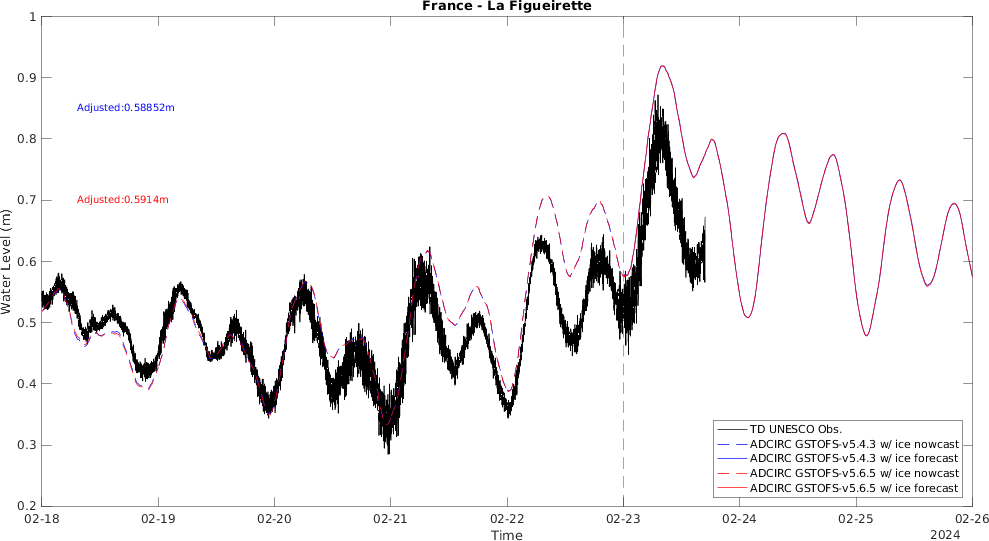 France - La Figueirette
1
0.9
0.8
0.7
0.6
0.5
0.4
0.3
0.2
Water Level (m)
Adjusted:0.58852m
Adjusted:0.5914m
TD UNESCO Obs.
ADCIRC GSTOFS-v5.4.3 w/ ice nowcast
ADCIRC GSTOFS-v5.4.3 w/ ice forecast
ADCIRC GSTOFS-v5.6.5 w/ ice nowcast
ADCIRC GSTOFS-v5.6.5 w/ ice forecast
02-18 02-19 02-20 02-21 02-22 02-23 02-24 02-25 02-26
Time
2024